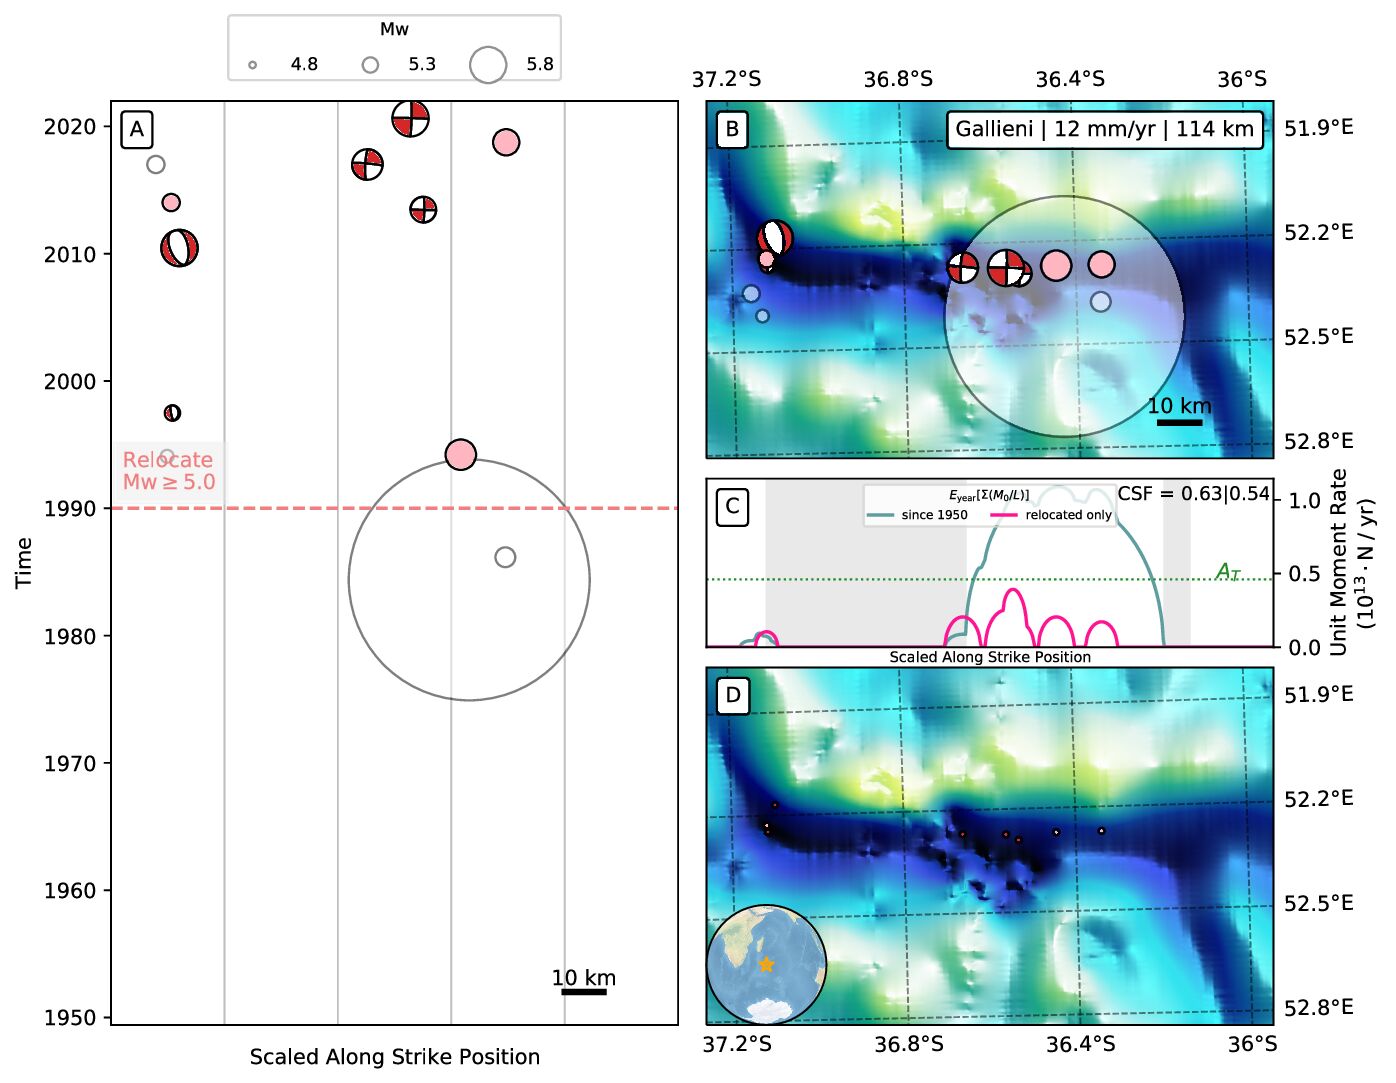 Mw
4.8 5.3 5.8
A
2020
2010
2000
1990
1980
1970
1960
1950
Time
Relocate
Mw ≥ 5.0
10 km
Scaled Along Strike Position
37.2°S 36.8°S 36.4°S 36°S
B
Gallieni | 12 mm/yr | 114 km
51.9°E
52.2°E
52.5°E
52.8°E
10 km
C
E_year[Σ(M_0/L)]
since 1950 relocated only
CSF = 0.63|0.54
A_T
1.0
0.5
0.0
Unit Moment Rate
(10^13 · N / yr)
Scaled Along Strike Position
D
51.9°E
52.2°E
52.5°E
52.8°E
37.2°S 36.8°S 36.4°S 36°S